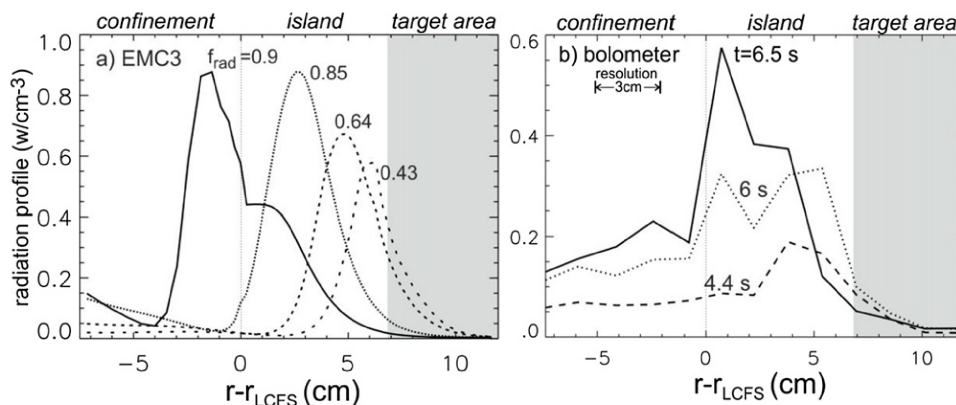 confinement island target area
a) EMC3
f_rad=0.9
0.85
0.64
0.43
radiation profile (w/cm-3)
1.0
0.8
0.6
0.4
0.2
0.0
-5 0 5 10
r-r_LCFS (cm)
confinement island target area
b) bolometer
resolution
3cm
t=6.5 s
6 s
4.4 s
0.6
0.4
0.2
.0
-5 0 5 10
r-r_LCFS (cm)